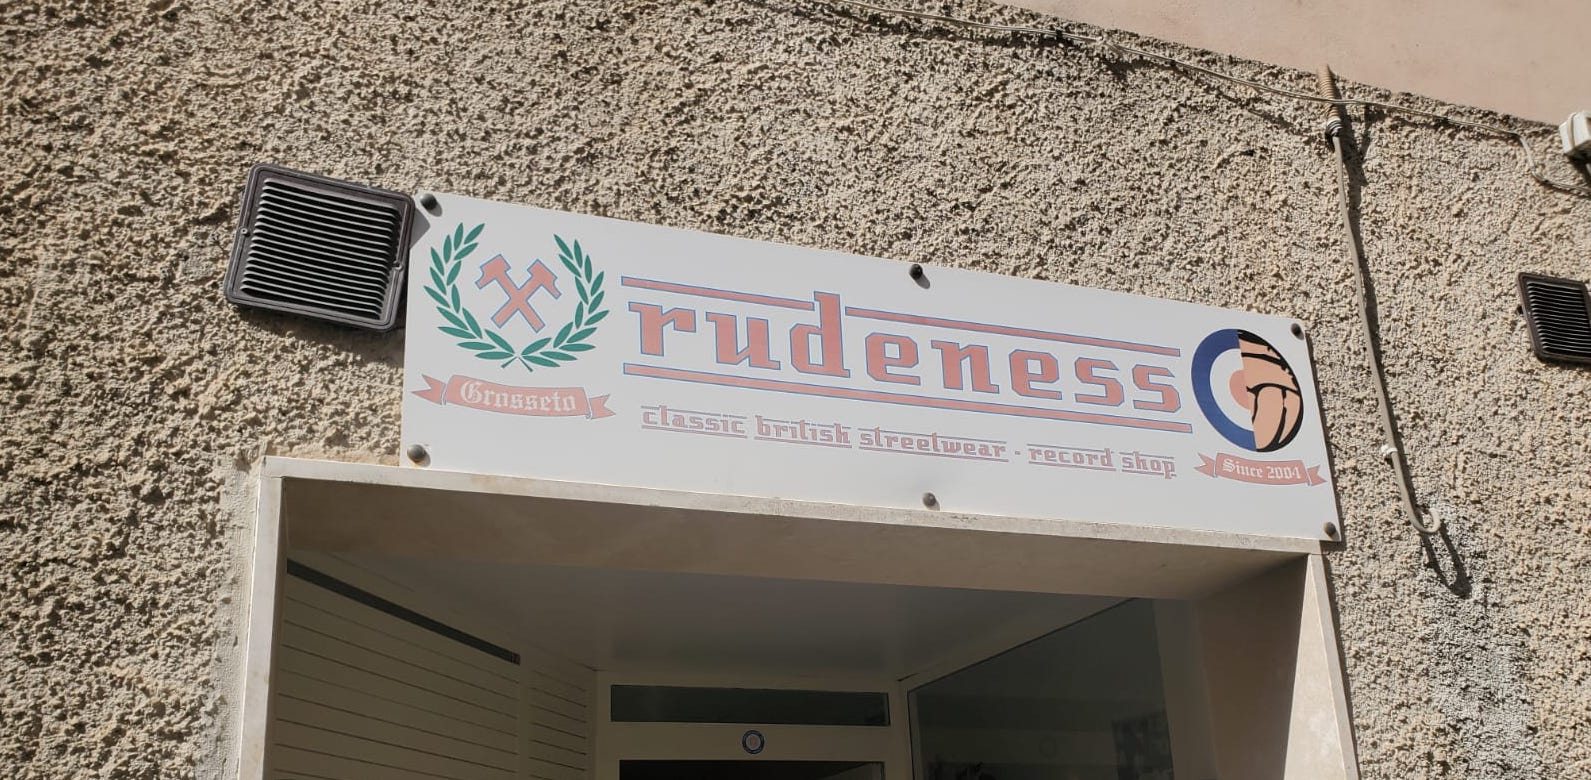 rudeness
Grosseto
classic british streetwear - record shop
Since 2004